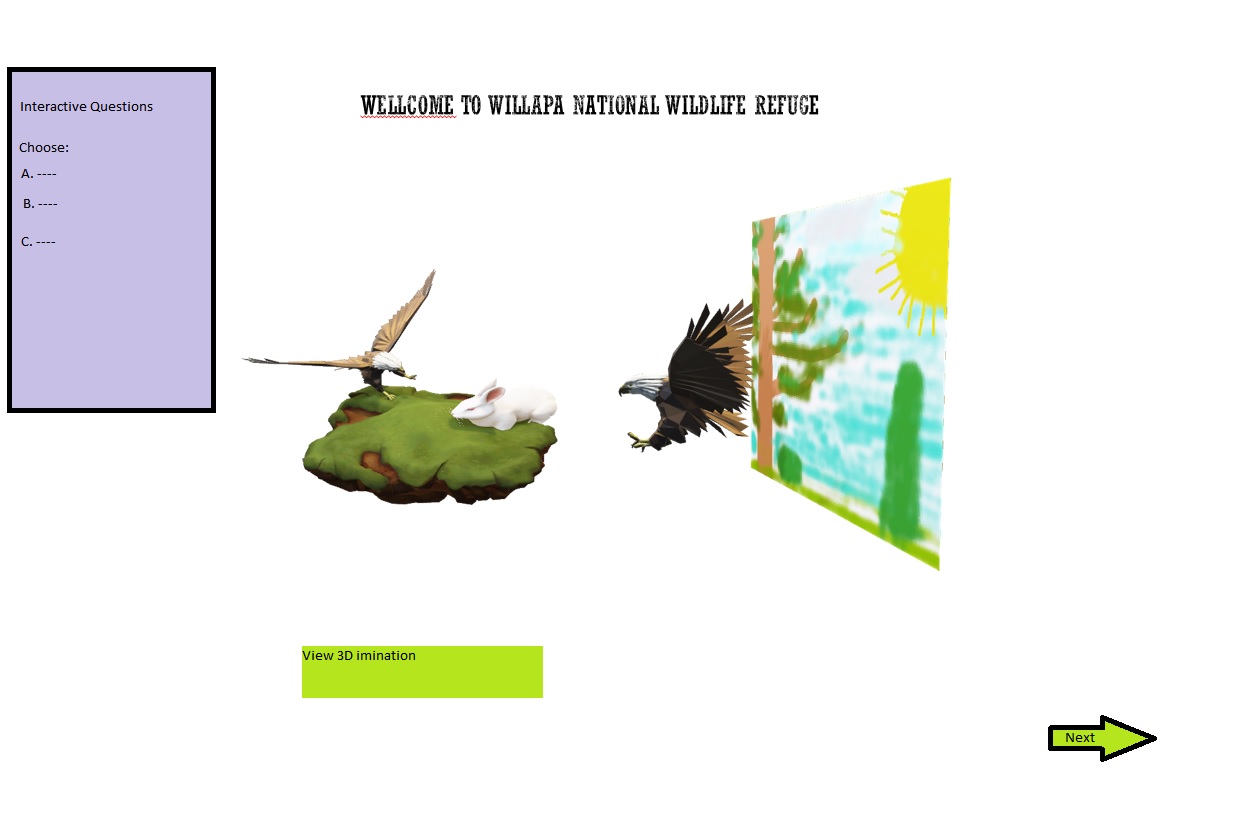 WELLCOME TO WILLAPA NATIONAL WILDLIFE REFUGE
Interactive Questions
Choose:
A. ----
B. ----
C. ----
View 3D imination
Next